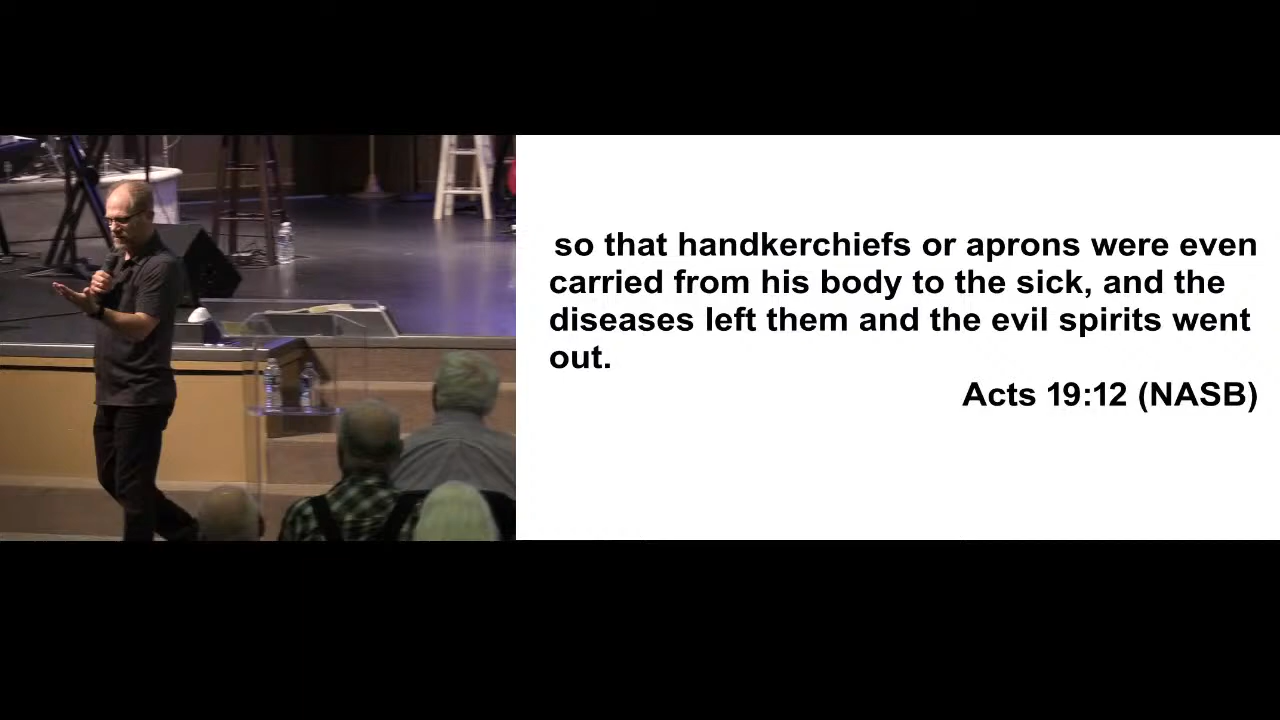 so that handkerchiefs or aprons were even
carried from his body to the sick, and the
diseases left them and the evil spirits went
out.
Acts 19:12 (NASB)